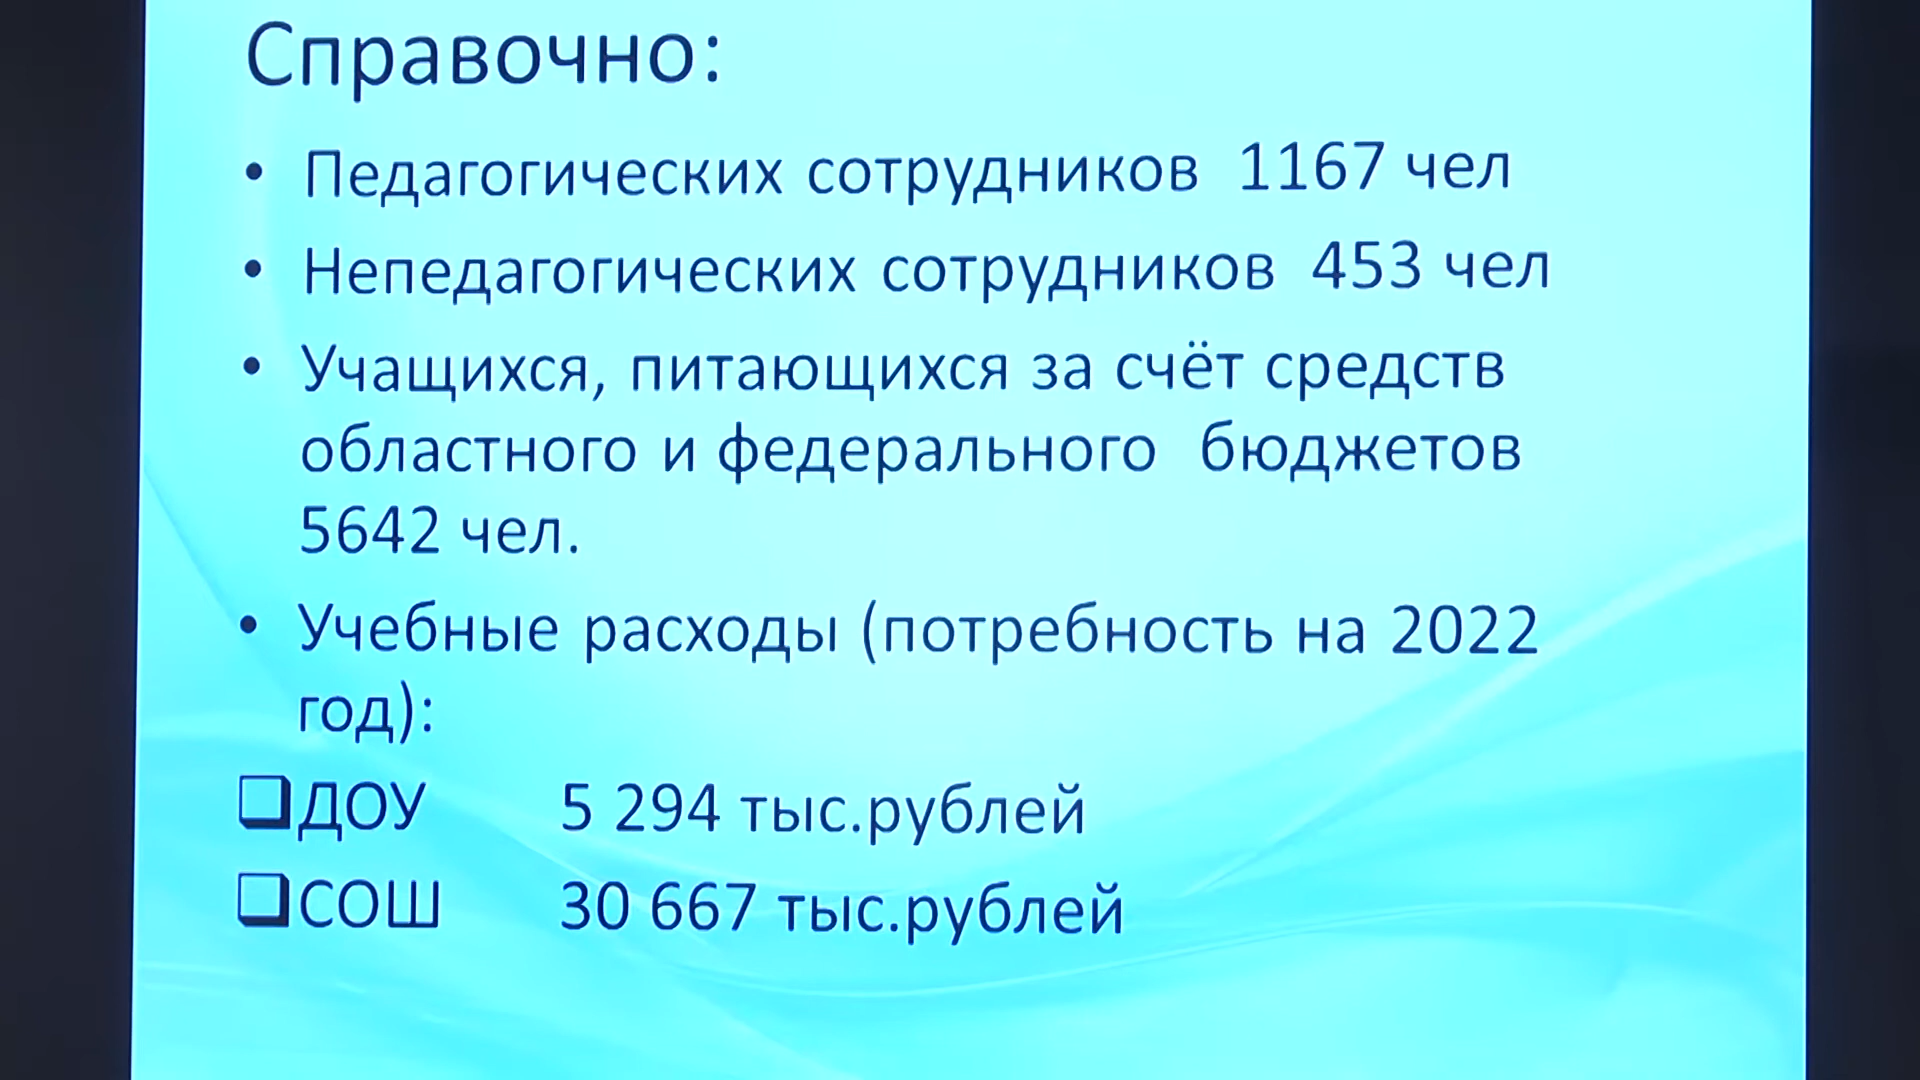 Справочно:
• Педагогических сотрудников 1167 чел
• Непедагогических сотрудников 453 чел
• Учащихся, питающихся за счёт средств
областного и федерального бюджетов
5642 чел.
• Учебные расходы (потребность на 2022
год):
❑ДОУ 5 294 тыс.рублей
❑СОШ 30 667 тыс.рублей